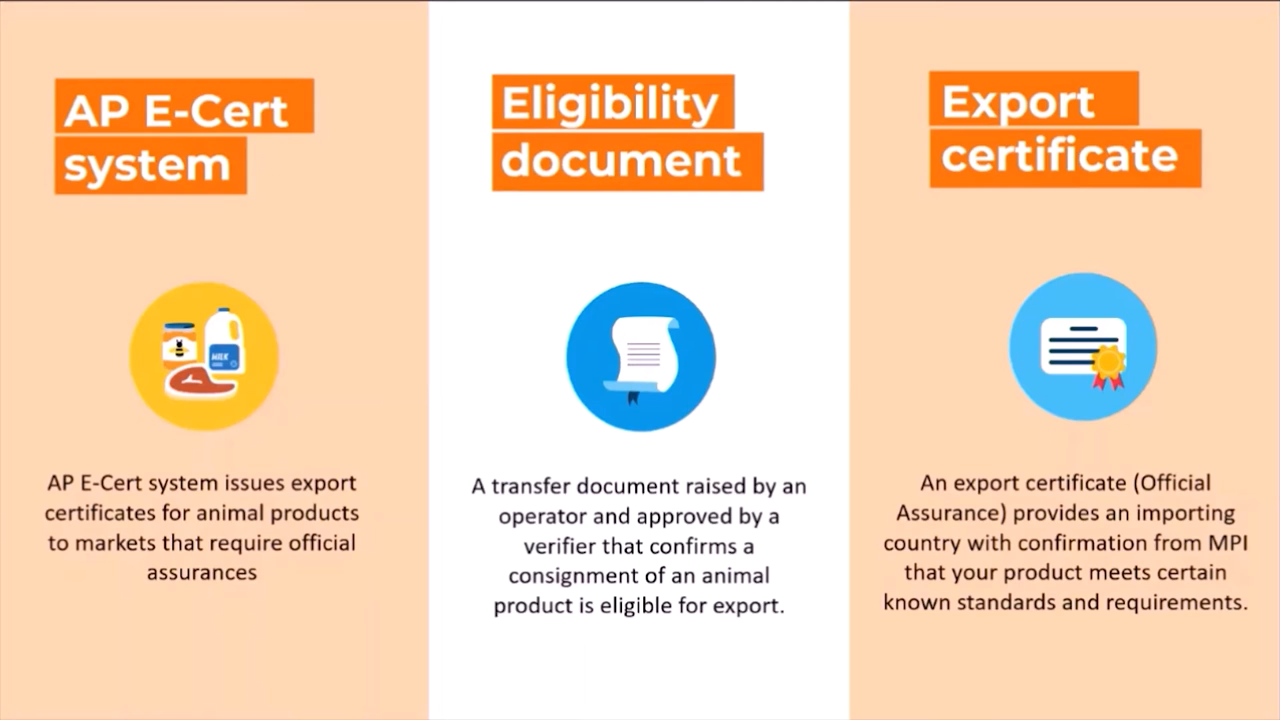 AP E-Cert
system
Eligibility
document
Export
certificate
MILK
AP E-Cert system issues export
certificates for animal products
to markets that require official
assurances
A transfer document raised by an
operator and approved by a
verifier that confirms a
consignment of an animal
product is eligible for export.
An export certificate (Official
Assurance) provides an importing
country with confirmation from MPI
that your product meets certain
known standards and requirements.